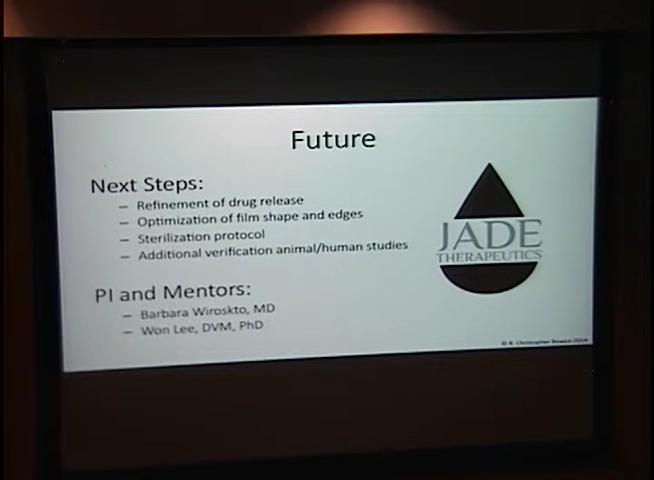 Future
Next Steps:
– Refinement of drug release
– Optimization of film shape and edges
– Sterilization protocol
– Additional verification animal/human studies
JADE
THERAPEUTICS
PI and Mentors:
– Barbara Wiroskto, MD
– Won Lee, DVM, PhD